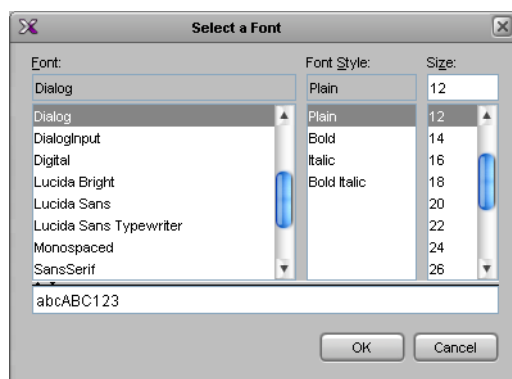 Select a Font
Font: Font Style: Size:
Dialog Plain 12
Dialog Plain 12
DialogInput Bold 14
Digital Italic 16
Lucida Bright Bold Italic 18
Lucida Sans 20
Lucida Sans Typewriter 22
Monospaced 24
SansSerif 26
abcABC123
OK Cancel